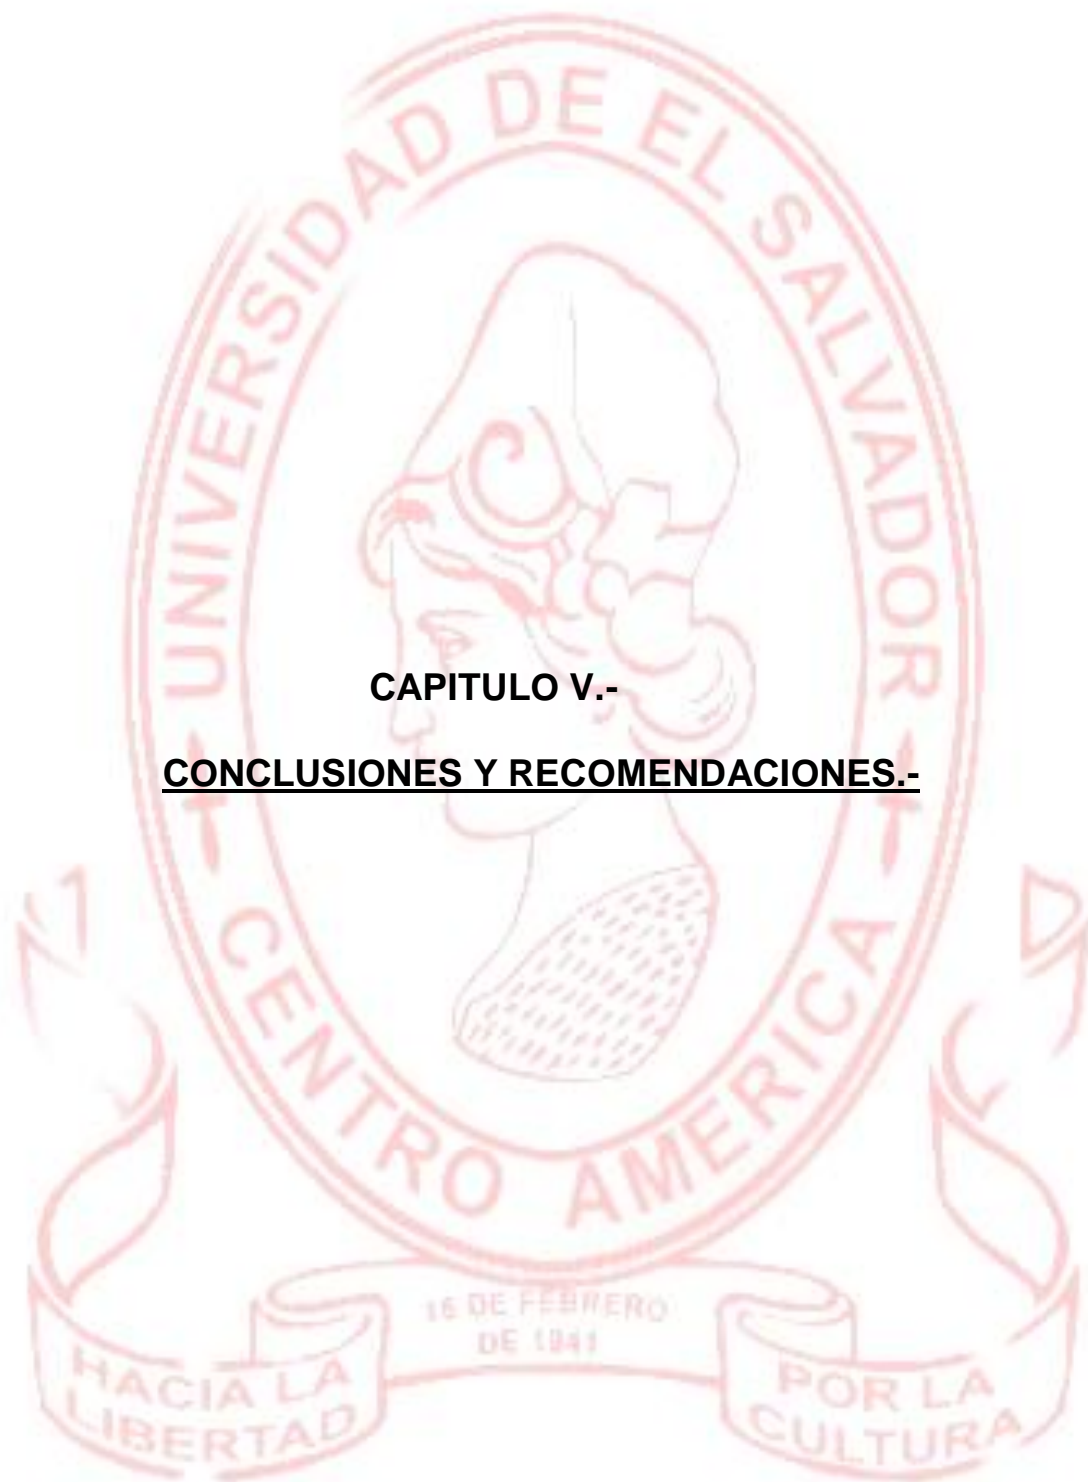 UNIVERSIDAD DE EL SALVADOR
CAPITULO V.-
CONCLUSIONES Y RECOMENDACIONES.-
CENTRO AMERICA
16 DE FEBRERO
DE 1841
HACIA LA
LIBERTAD
POR LA
CULTURA